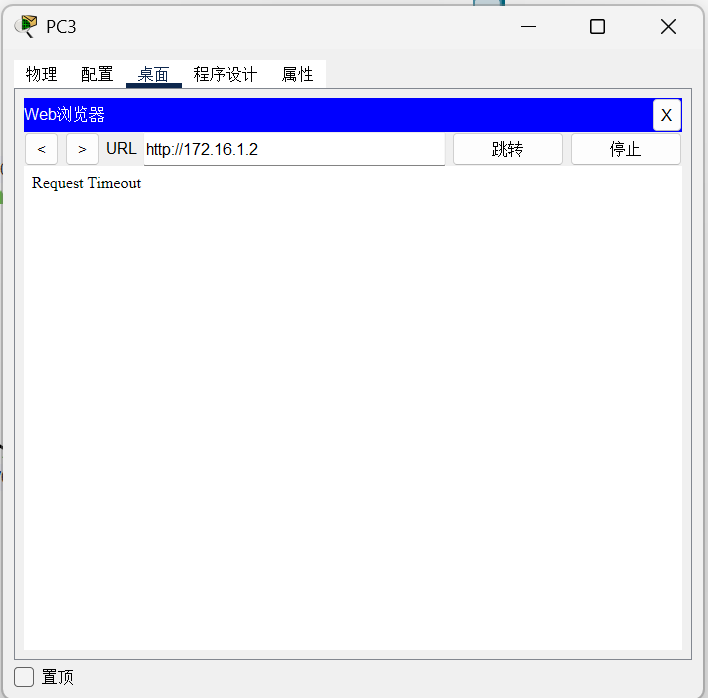 PC3
物理 配置 桌面 程序设计 属性
Web浏览器 X
< > URL http://172.16.1.2 跳转 停止
Request Timeout
置顶